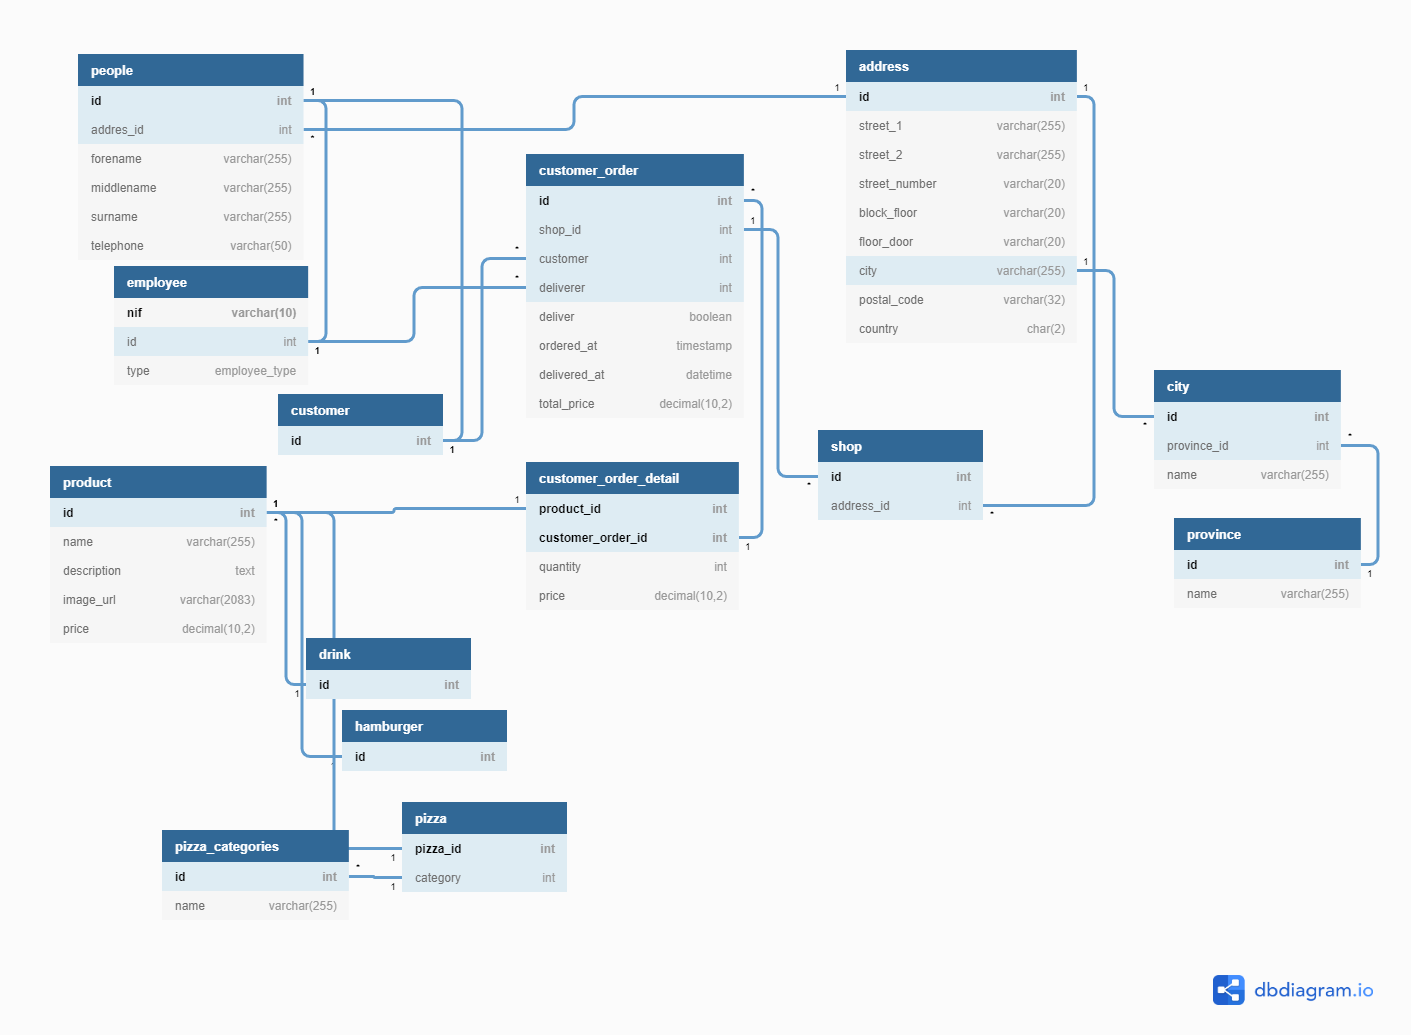 people
id int
addres_id int
forename varchar(255)
middlename varchar(255)
surname varchar(255)
telephone varchar(50)
1
*
employee
nif varchar(10)
id int
type employee_type
1
customer
id int
1
customer_order
id int
shop_id int
customer int
deliverer int
deliver boolean
ordered_at timestamp
delivered_at datetime
total_price decimal(10,2)
*
1
*
*
address
id int
street_1 varchar(255)
street_2 varchar(255)
street_number varchar(20)
block_floor varchar(20)
floor_door varchar(20)
city varchar(255)
postal_code varchar(32)
country char(2)
1
1
1
city
id int
province_id int
name varchar(255)
*
*
province
id int
name varchar(255)
1
shop
id int
address_id int
*
*
product
id int
name varchar(255)
description text
image_url varchar(2083)
price decimal(10,2)
1
*
customer_order_detail
product_id int
customer_order_id int
quantity int
price decimal(10,2)
1
1
drink
id int
1
hamburger
id int
pizza
pizza_id int
category int
1
1
pizza_categories
id int
name varchar(255)
*
dbdiagram.io